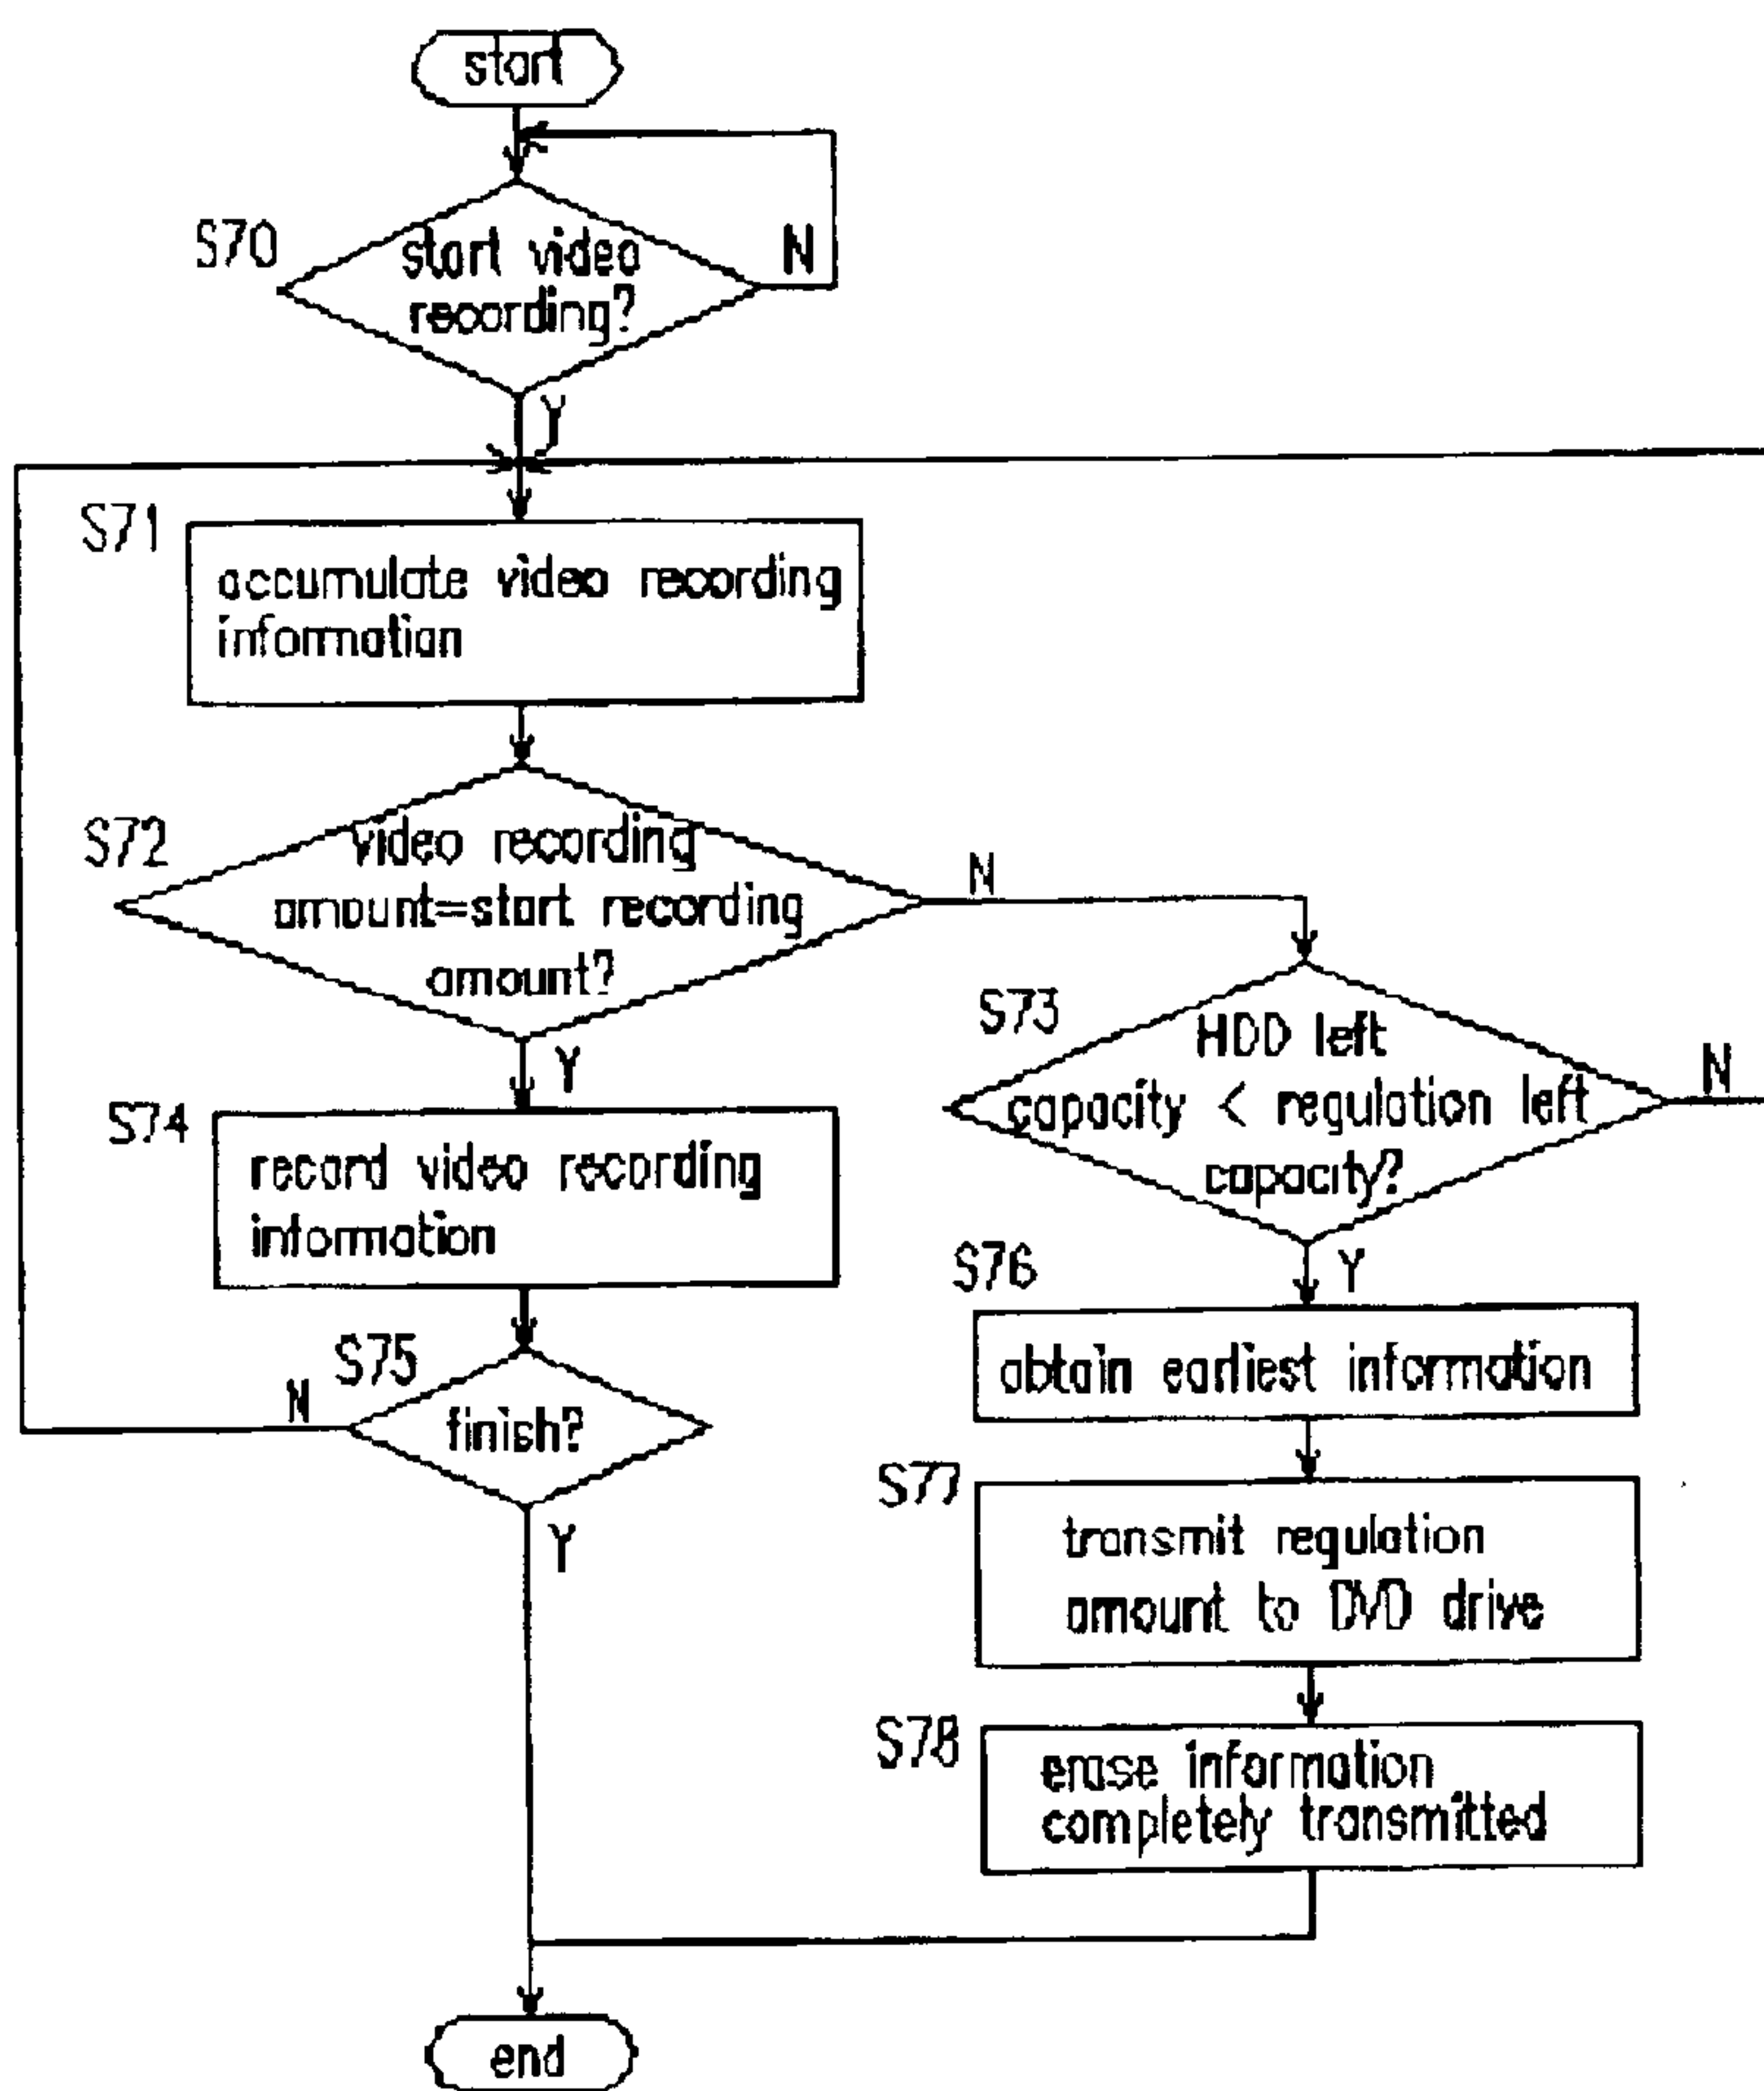 start
S70
start video
recording?
N
Y
S71
accumulate video recording
information
S72
video recording
amount=start recording
amount?
N
Y
S73
HDD left
capacity < regulation left
capacity?
N
Y
S74
record video recording
information
S75
finish?
N
Y
S76
obtain earliest information
S77
transmit regulation
amount to DVD drive
S78
erase information
completely transmitted
end